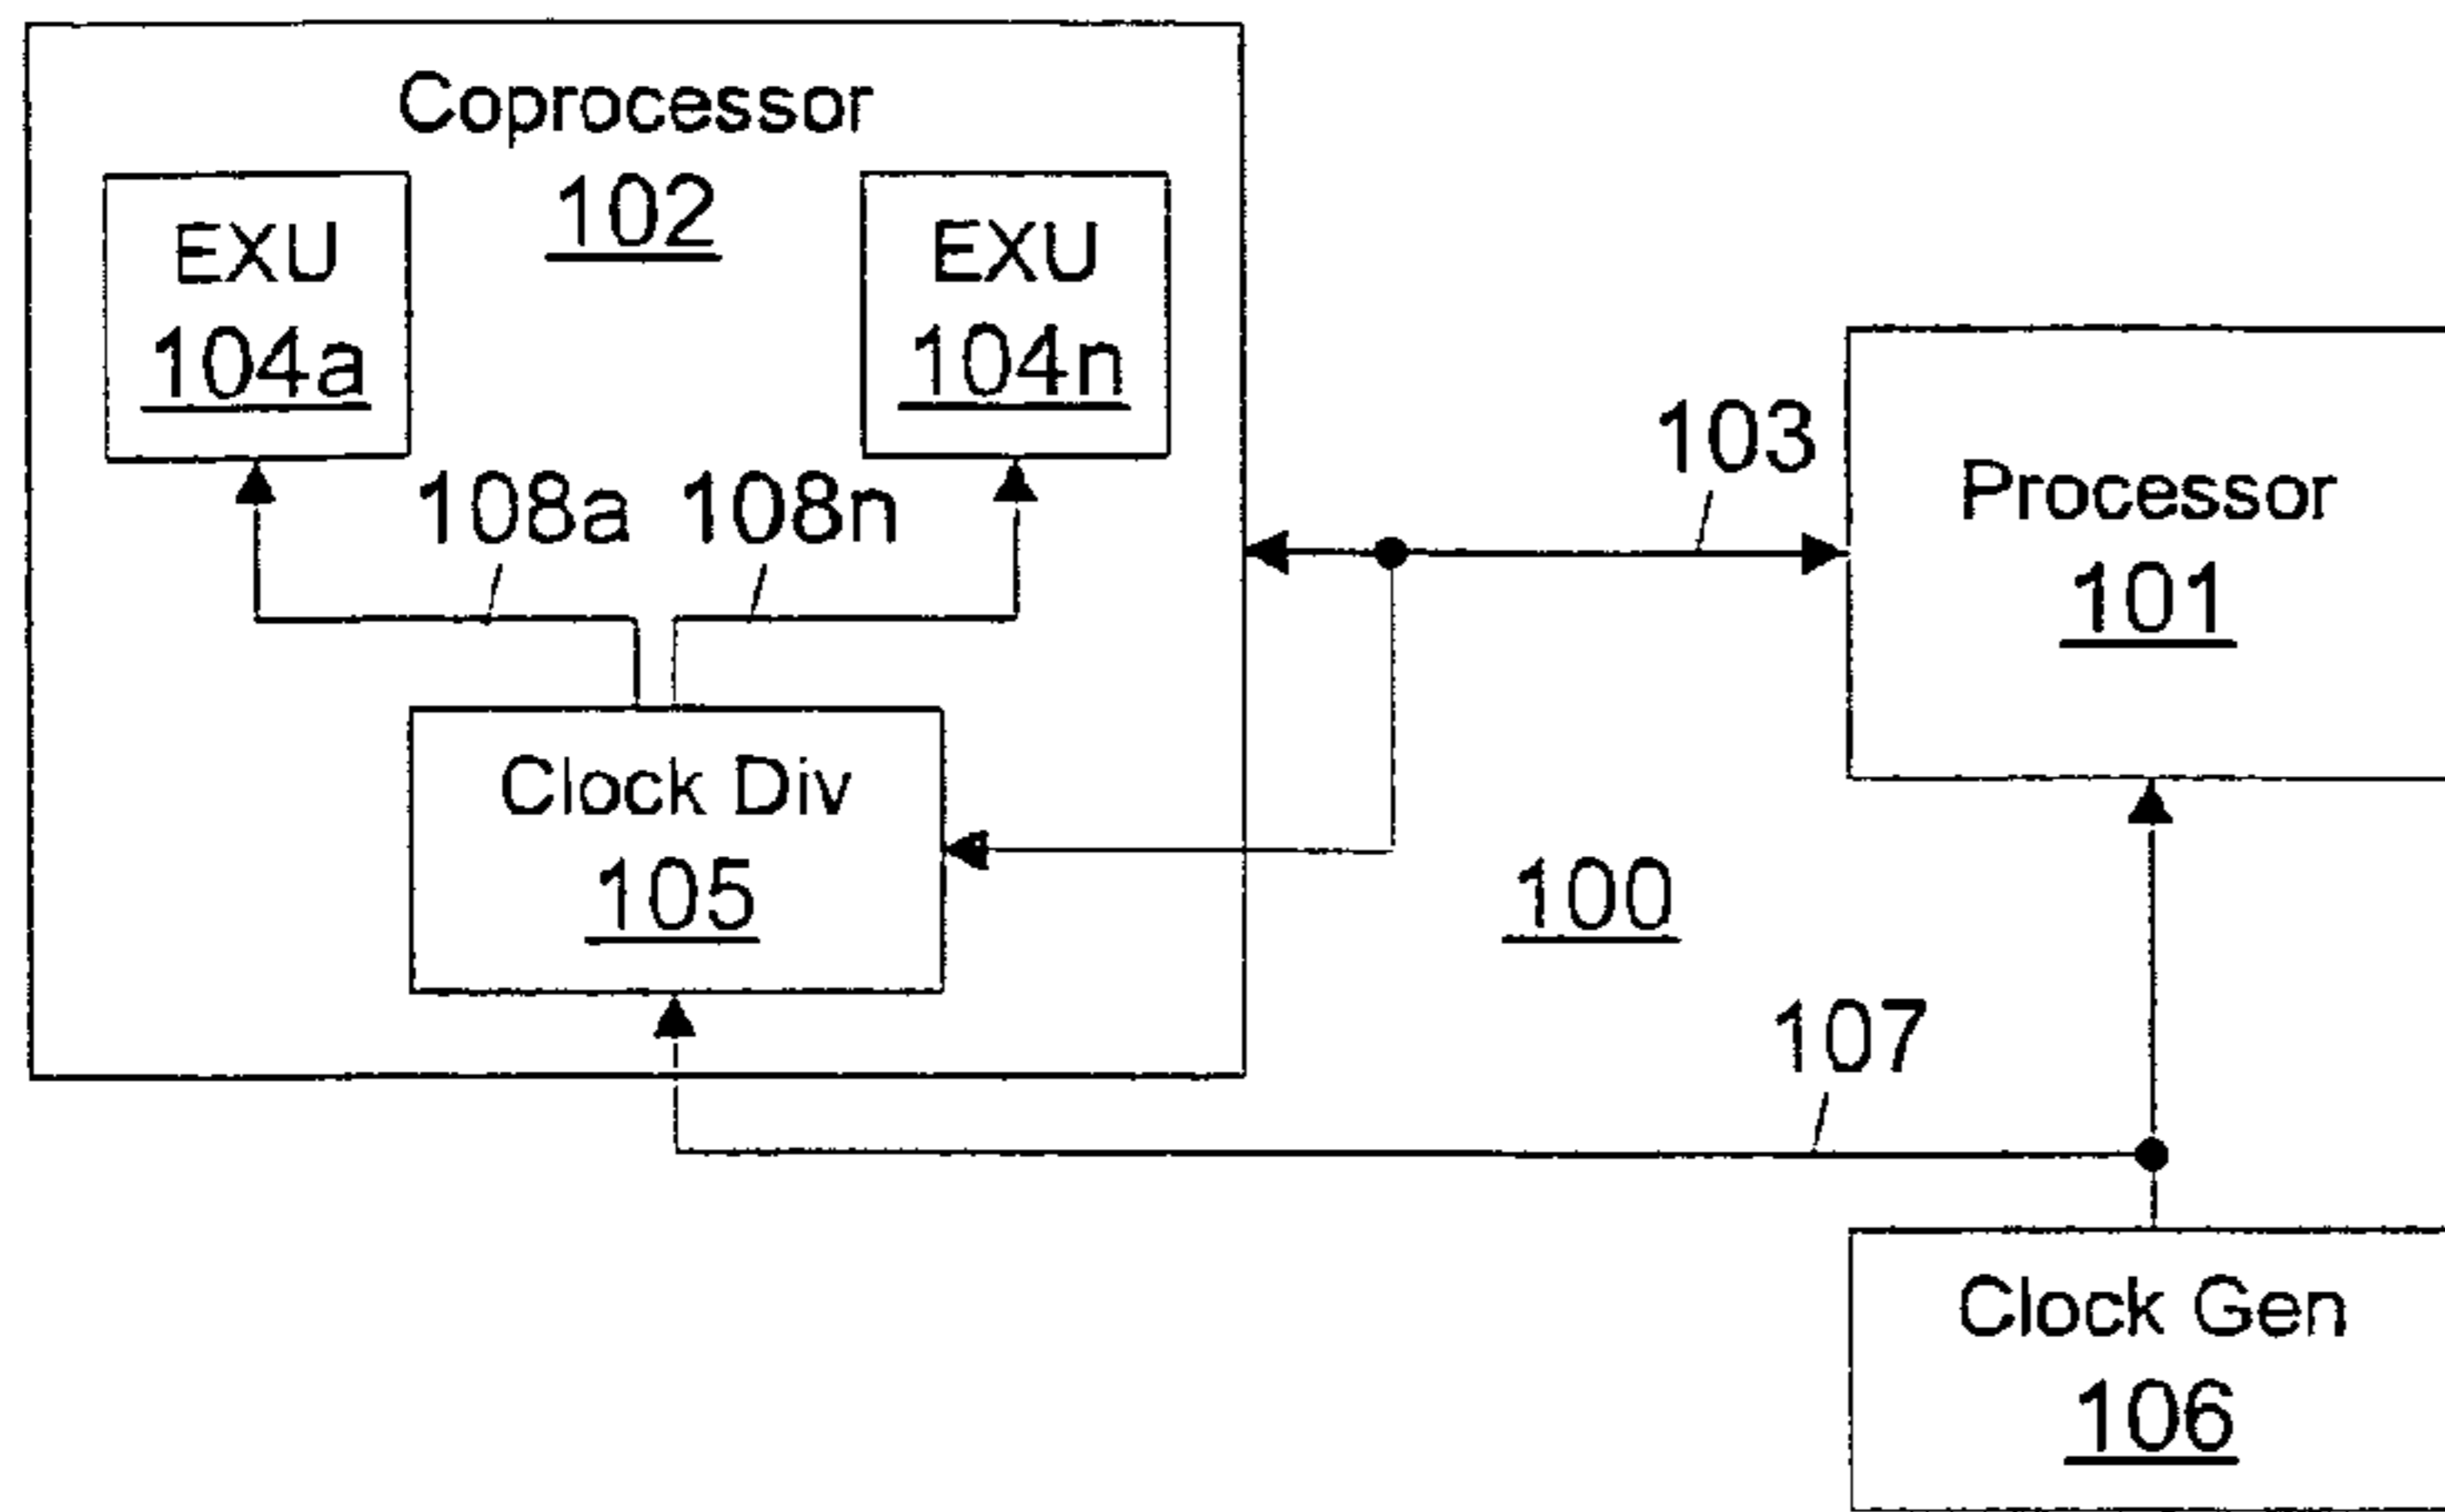 Coprocessor
102
EXU
104a
EXU
104n
108a
108n
103
Processor
101
Clock Div
105
100
107
Clock Gen
106